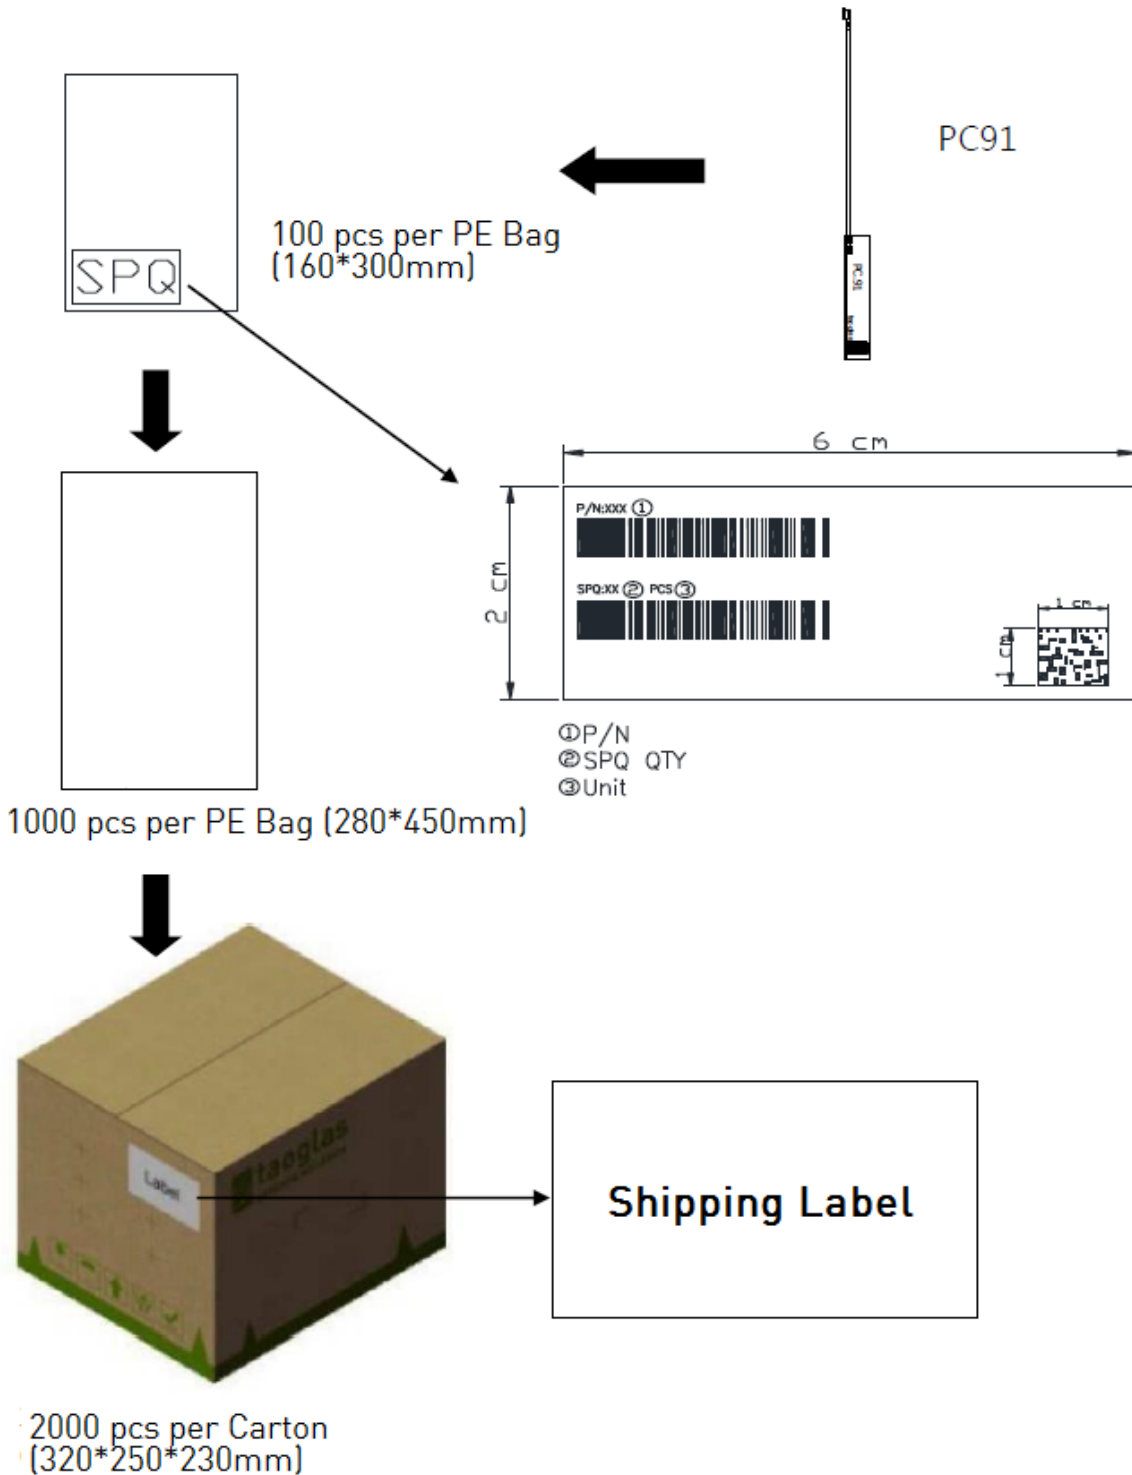 PC91
100 pcs per PE Bag
(160*300mm)
SPQ
PC.91
6 cm
2 cm
P/N:XXX ①
SPQ:XX ② PCS ③
1 cm
1 cm
①P/N
②SPQ QTY
③Unit
1000 pcs per PE Bag (280*450mm)
taoglas
Label
Shipping Label
2000 pcs per Carton
(320*250*230mm)